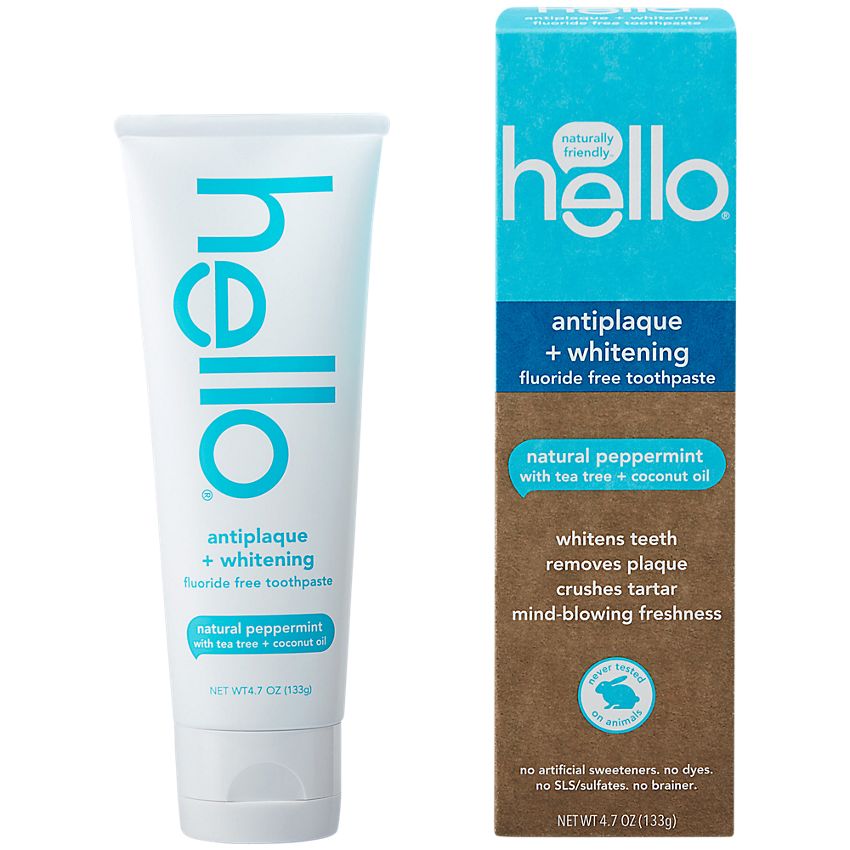 hello®
antiplaque
+ whitening
fluoride free toothpaste
natural peppermint
with tea tree + coconut oil
NET WT4.7 OZ (133g)
hello
antiplaque + whitening
fluoride free toothpaste
naturally
friendly™
hello®
antiplaque
+ whitening
fluoride free toothpaste
natural peppermint
with tea tree + coconut oil
whitens teeth
removes plaque
crushes tartar
mind-blowing freshness
never tested
on animals
no artificial sweeteners. no dyes.
no SLS/sulfates. no brainer.
NET WT 4.7 OZ (133g)